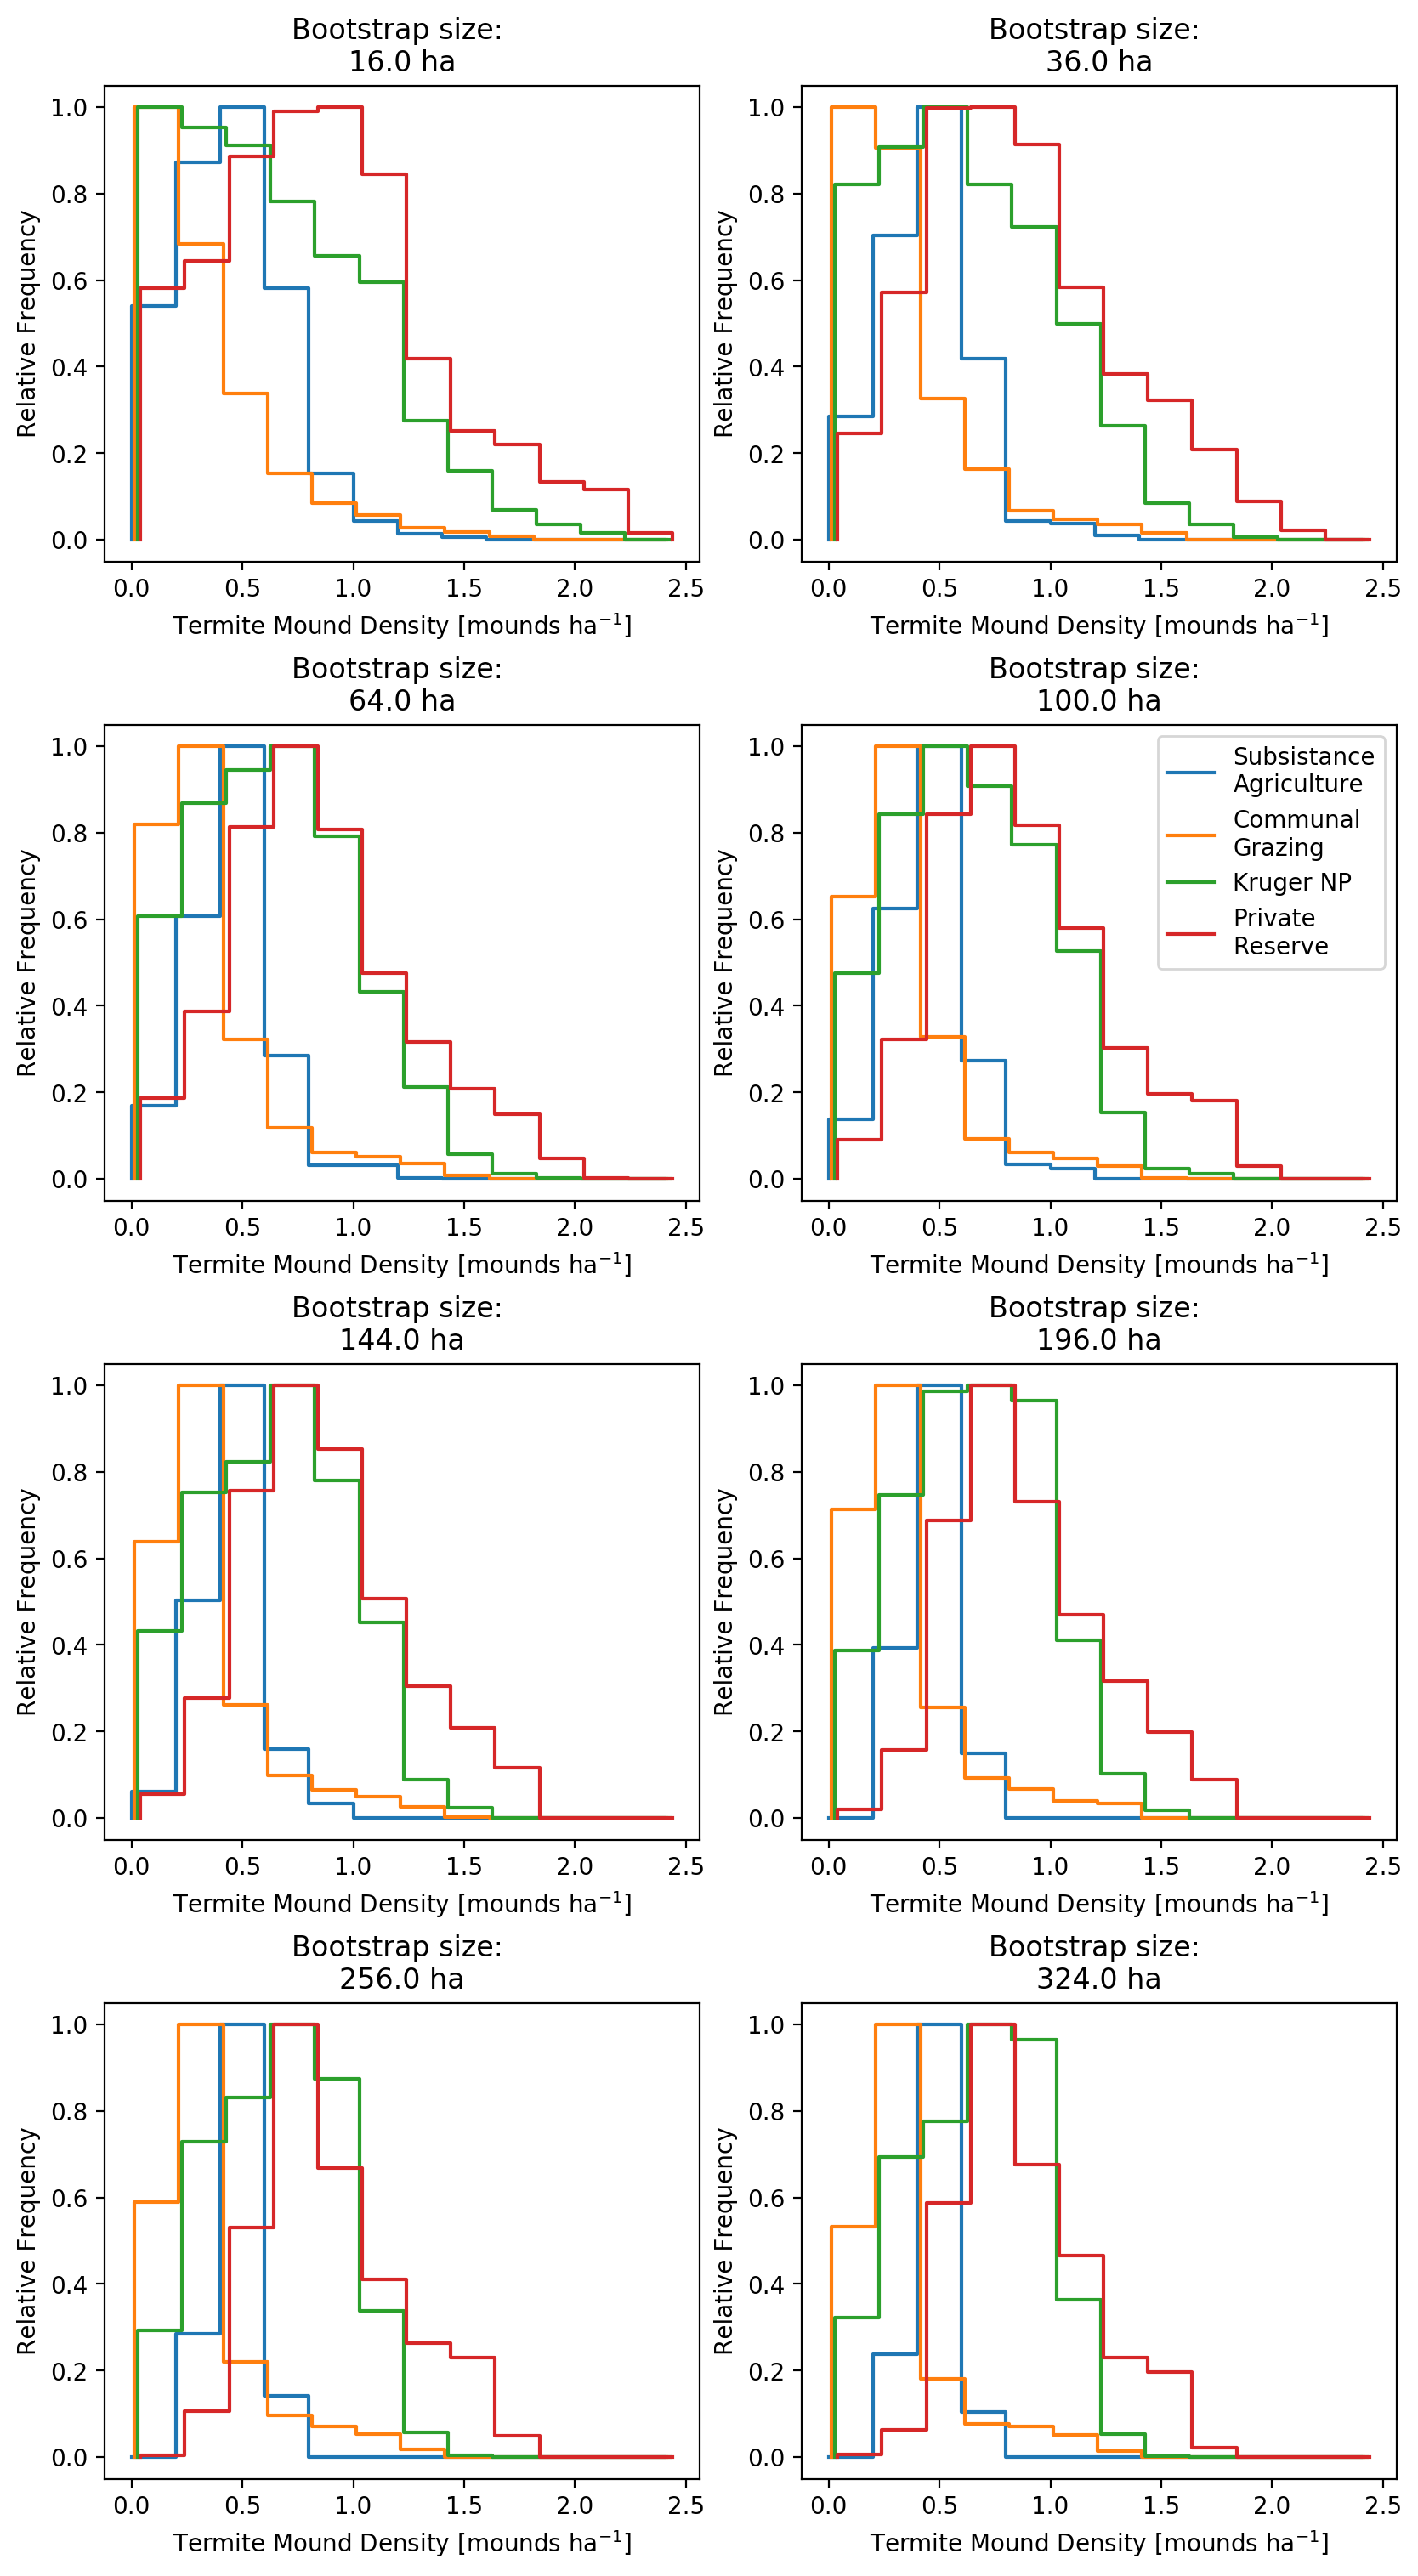 Bootstrap size:
16.0 ha
1.0
0.8
0.6
0.4
0.2
0.0
Relative Frequency
0.0 0.5 1.0 1.5 2.0 2.5
Termite Mound Density [mounds ha⁻¹]
Bootstrap size:
36.0 ha
1.0
0.8
0.6
0.4
0.2
0.0
Relative Frequency
0.0 0.5 1.0 1.5 2.0 2.5
Termite Mound Density [mounds ha⁻¹]
Bootstrap size:
64.0 ha
1.0
0.8
0.6
0.4
0.2
0.0
Relative Frequency
0.0 0.5 1.0 1.5 2.0 2.5
Termite Mound Density [mounds ha⁻¹]
Bootstrap size:
100.0 ha
1.0
0.8
0.6
0.4
0.2
0.0
Relative Frequency
Subsistance
Agriculture
Communal
Grazing
Kruger NP
Private
Reserve
0.0 0.5 1.0 1.5 2.0 2.5
Termite Mound Density [mounds ha⁻¹]
Bootstrap size:
144.0 ha
1.0
0.8
0.6
0.4
0.2
0.0
Relative Frequency
0.0 0.5 1.0 1.5 2.0 2.5
Termite Mound Density [mounds ha⁻¹]
Bootstrap size:
196.0 ha
1.0
0.8
0.6
0.4
0.2
0.0
Relative Frequency
0.0 0.5 1.0 1.5 2.0 2.5
Termite Mound Density [mounds ha⁻¹]
Bootstrap size:
256.0 ha
1.0
0.8
0.6
0.4
0.2
0.0
Relative Frequency
0.0 0.5 1.0 1.5 2.0 2.5
Termite Mound Density [mounds ha⁻¹]
Bootstrap size:
324.0 ha
1.0
0.8
0.6
0.4
0.2
0.0
Relative Frequency
0.0 0.5 1.0 1.5 2.0 2.5
Termite Mound Density [mounds ha⁻¹]